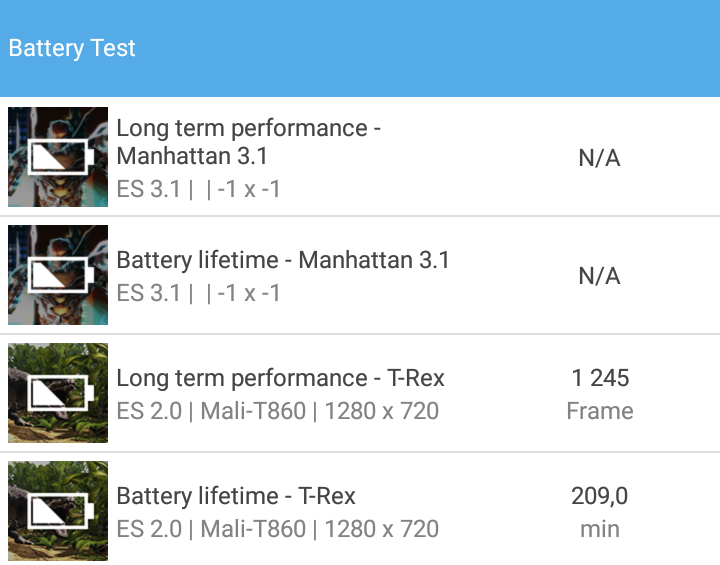 Battery Test
Long term performance -
Manhattan 3.1
ES 3.1 |  | -1 x -1
N/A
Battery lifetime - Manhattan 3.1
ES 3.1 |  | -1 x -1
N/A
Long term performance - T-Rex
ES 2.0 | Mali-T860 | 1280 x 720
1 245
Frame
Battery lifetime - T-Rex
ES 2.0 | Mali-T860 | 1280 x 720
209,0
min